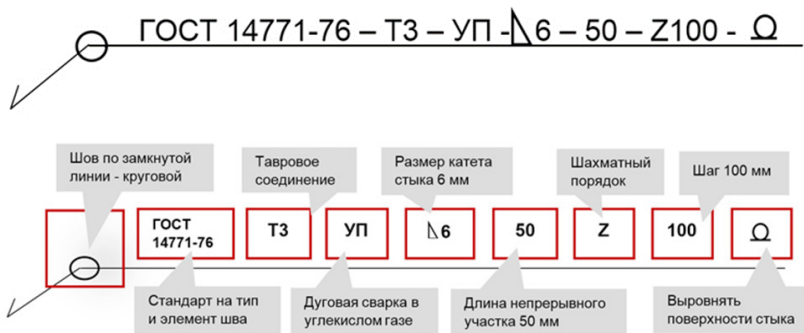 ГОСТ 14771-76 – Т3 – УП -◺6 – 50 – Z100 - Ω
Шов по замкнутой
линии - круговой
Тавровое
соединение
Размер катета
стыка 6 мм
Шахматный
порядок
Шаг 100 мм
ГОСТ
14771-76
Т3
УП
◺6
50
Z
100
Ω
Стандарт на тип
и элемент шва
Дуговая сварка в
углекислом газе
Длина непрерывного
участка 50 мм
Выровнять
поверхности стыка